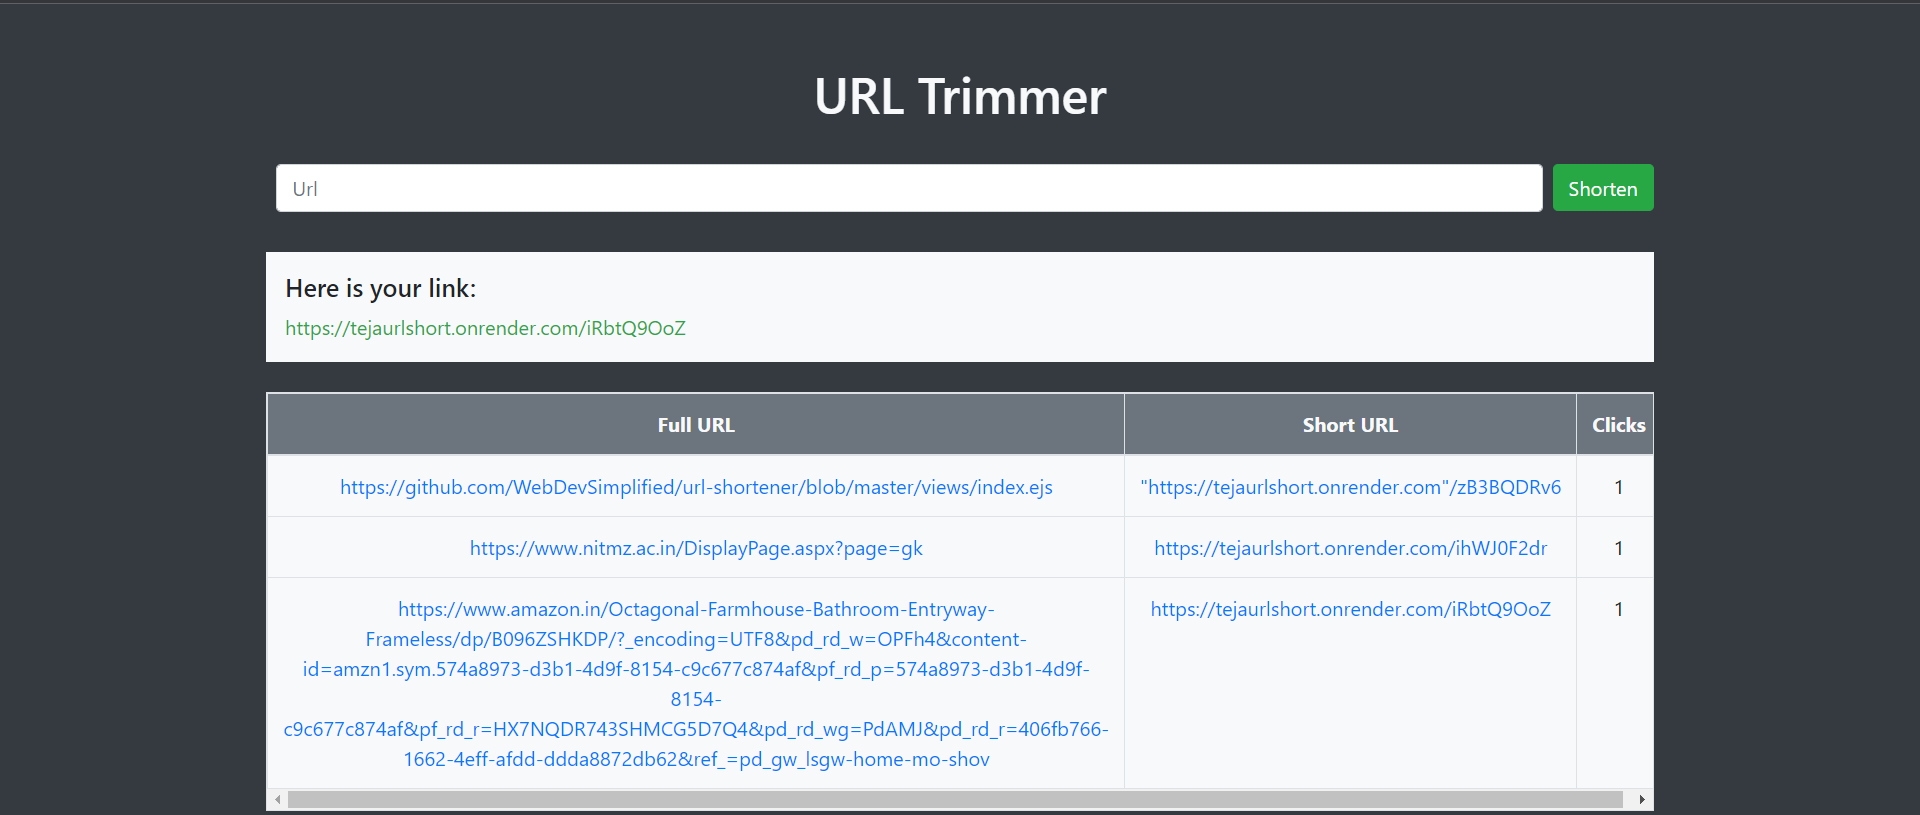 URL Trimmer
Url
Shorten
Here is your link:
https://tejaurlshort.onrender.com/iRbtQ9OoZ
Full URL
Short URL
Clicks
https://github.com/WebDevSimplified/url-shortener/blob/master/views/index.ejs
"https://tejaurlshort.onrender.com"/zB3BQDRv6
1
https://www.nitmz.ac.in/DisplayPage.aspx?page=gk
https://tejaurlshort.onrender.com/ihWJ0F2dr
1
https://www.amazon.in/Octagonal-Farmhouse-Bathroom-Entryway-
Frameless/dp/B096ZSHKDP/?_encoding=UTF8&pd_rd_w=OPFh4&content-
id=amzn1.sym.574a8973-d3b1-4d9f-8154-c9c677c874af&pf_rd_p=574a8973-d3b1-4d9f-
8154-
c9c677c874af&pf_rd_r=HX7NQDR743SHMCG5D7Q4&pd_rd_wg=PdAMJ&pd_rd_r=406fb766-
1662-4eff-afdd-ddda8872db62&ref_=pd_gw_lsgw-home-mo-shov
https://tejaurlshort.onrender.com/iRbtQ9OoZ
1